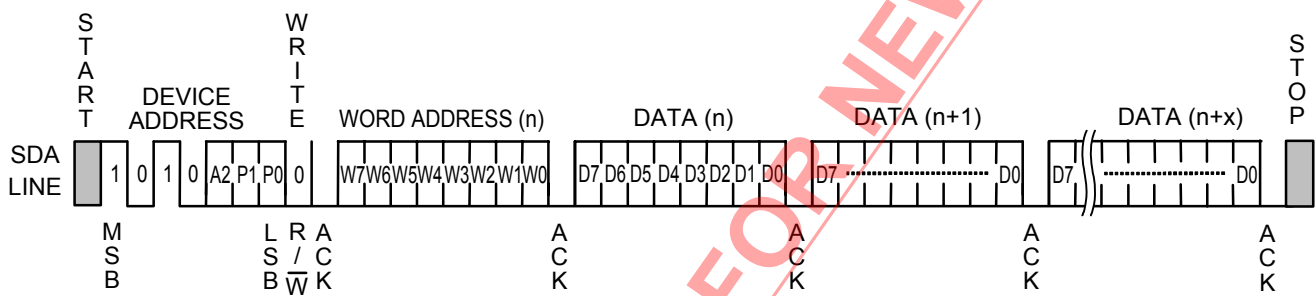 START
WRITE
STOP
DEVICE
ADDRESS
WORD ADDRESS (n)
DATA (n)
DATA (n+1)
DATA (n+x)
SDA
LINE
1 0 1 0 A2 P1 P0 0
W7 W6 W5 W4 W3 W2 W1 W0
D7 D6 D5 D4 D3 D2 D1 D0
D7 D0
D7 D0
MSB
LSB
R/W
ACK
ACK
ACK
ACK
ACK
FOR NEW